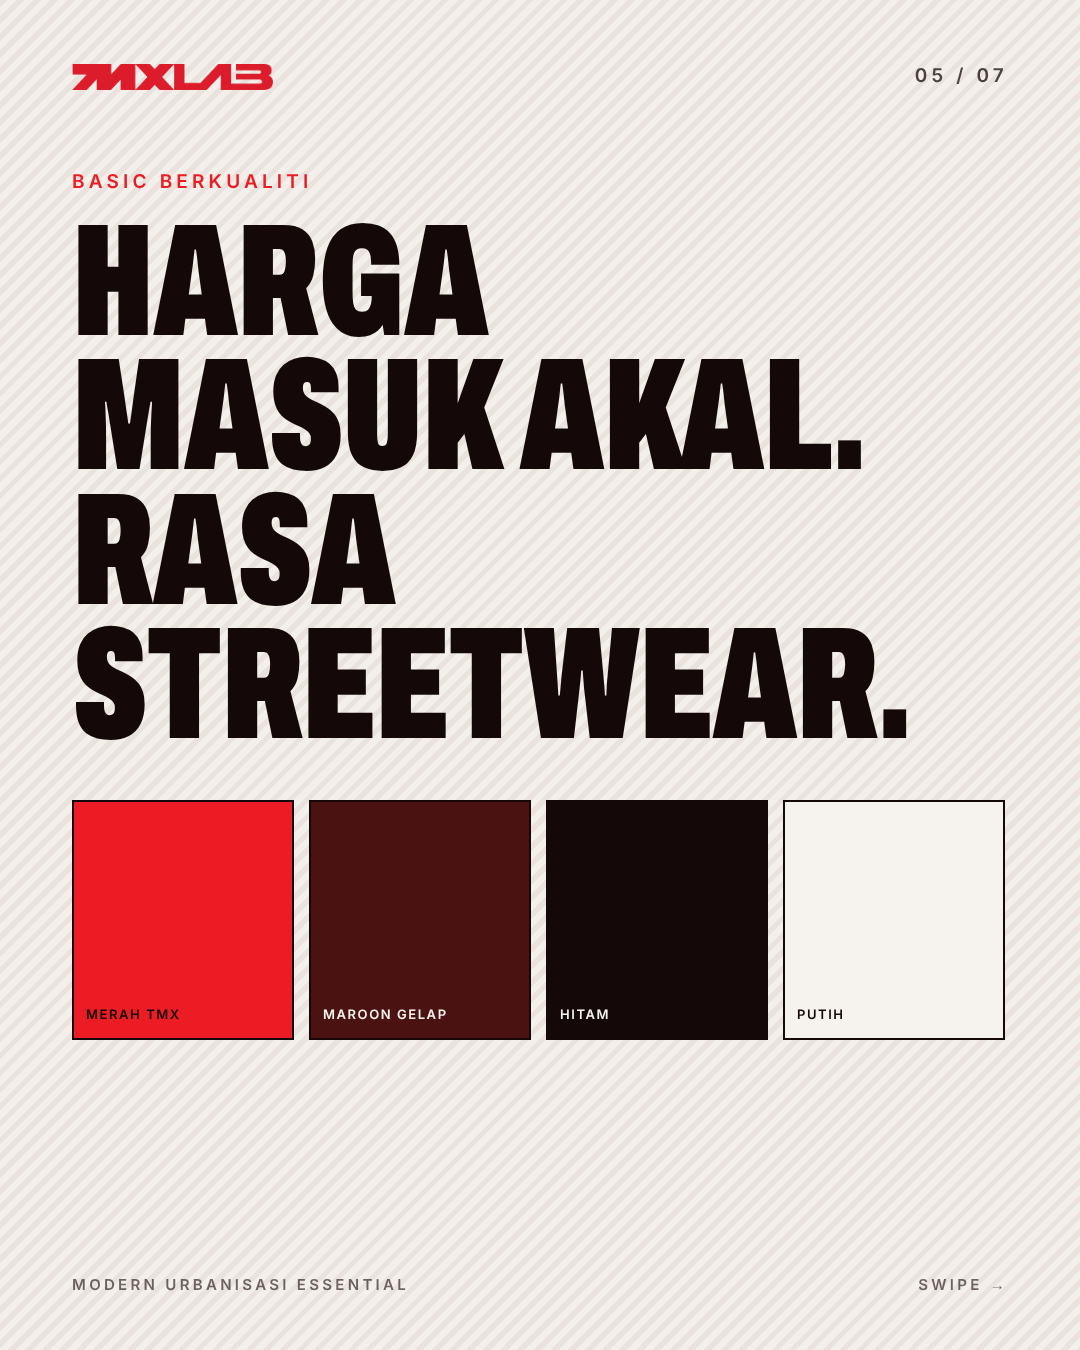 TMXLAB
05 / 07
BASIC BERKUALITI
HARGA
MASUK AKAL.
RASA
STREETWEAR.
MERAH TMX
MAROON GELAP
HITAM
PUTIH
MODERN URBANISASI ESSENTIAL
SWIPE →